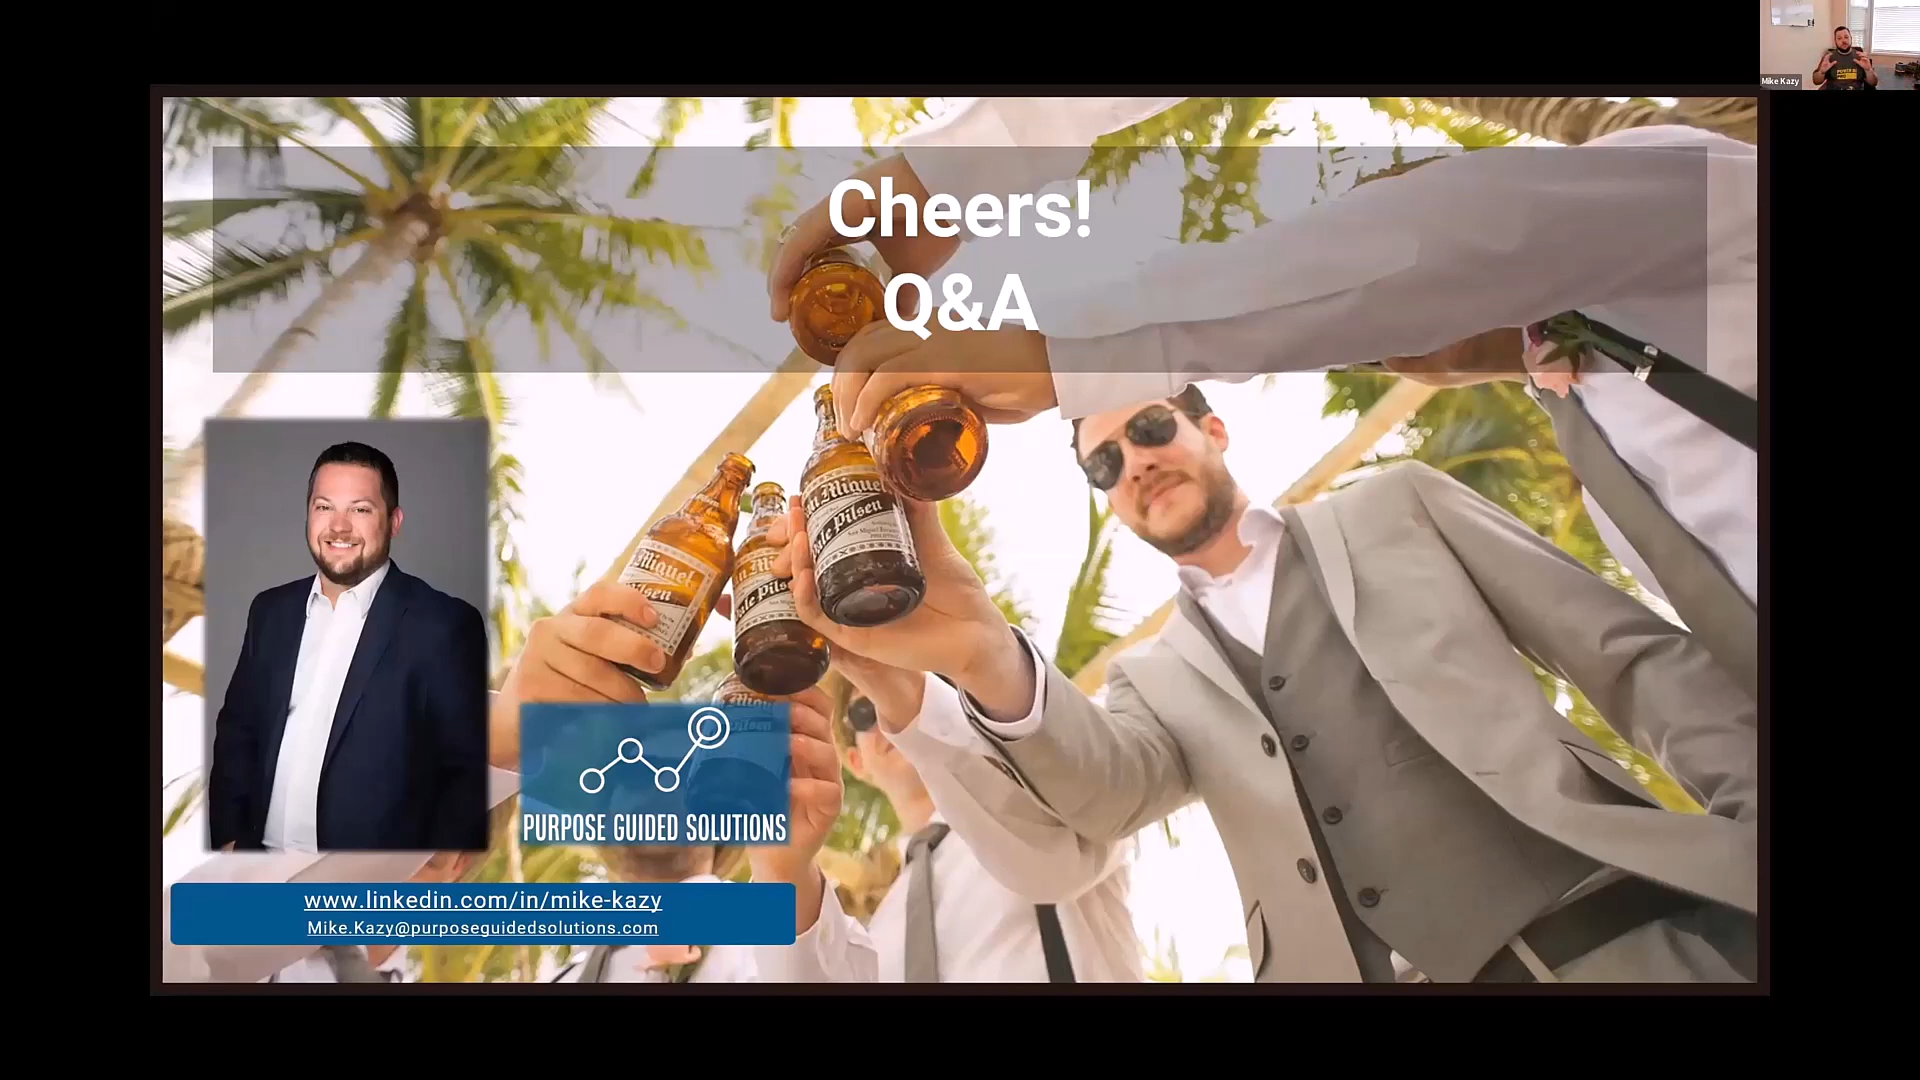 Mike Kazy
Cheers!
Q&A
Miguel
Pale Pilsen
PURPOSE GUIDED SOLUTIONS
www.linkedin.com/in/mike-kazy
Mike.Kazy@purposeguidedsolutions.com